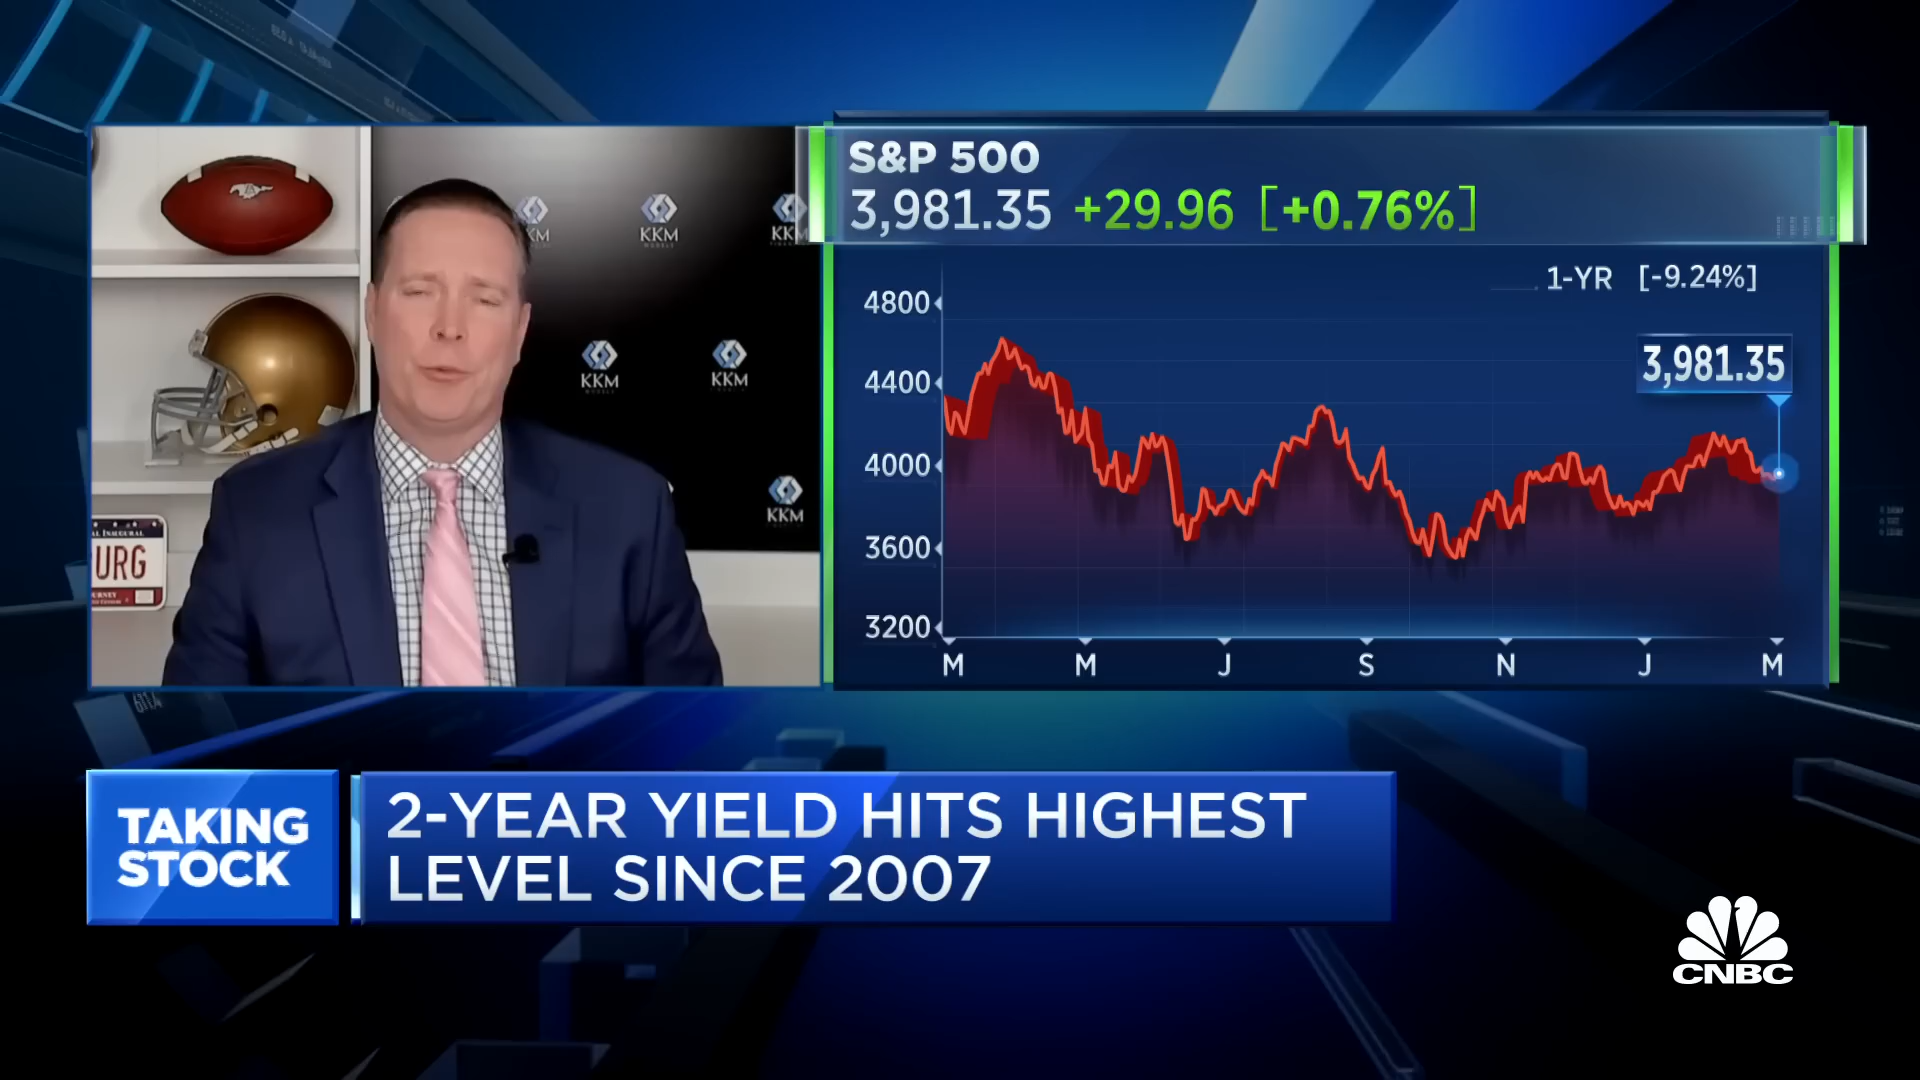 KKM
KKM
KKM
KKM
KKM
KKM
AL INAUGURAL
URG
S&P 500
3,981.35 +29.96 [+0.76%]
1-YR [-9.24%]
3,981.35
4800
4400
4000
3600
3200
M M J S N J M
TAKING
STOCK
2-YEAR YIELD HITS HIGHEST
LEVEL SINCE 2007
CNBC